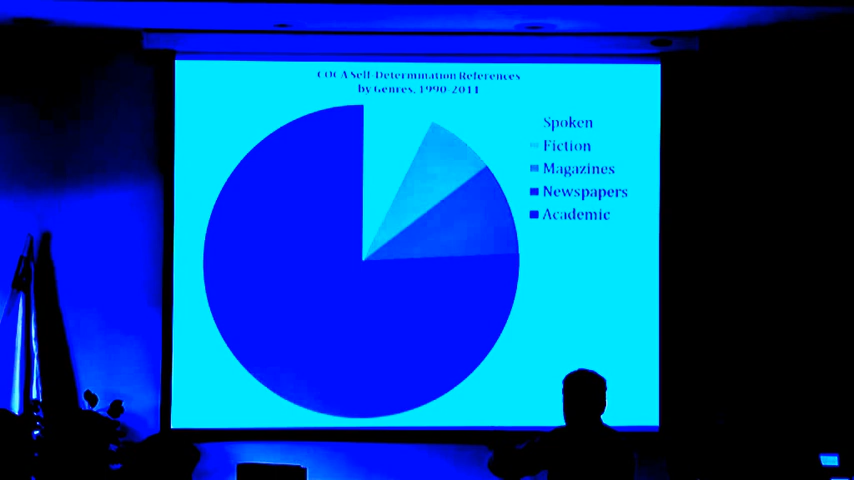 COCA Self-Determination References
by Genres, 1990-2011
Spoken
Fiction
Magazines
Newspapers
Academic